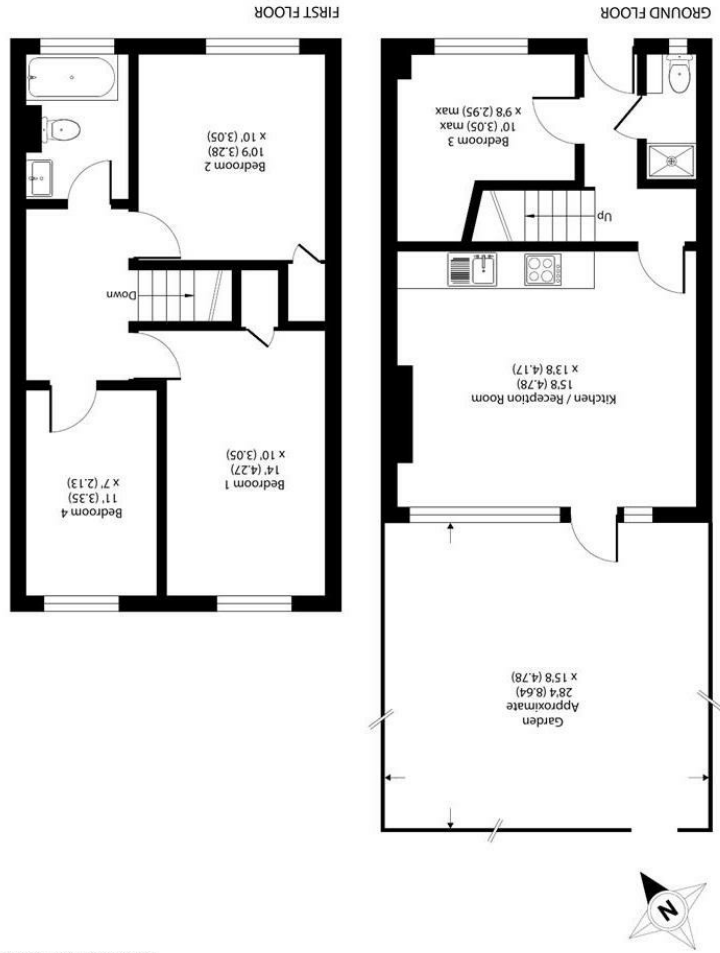 N
Garden
Approximate
28'4 (8.64)
x 15'8 (4.78)
Kitchen / Reception Room
15'8 (4.78)
x 13'8 (4.17)
Up
Bedroom 3
10' (3.05) max
x 9'8 (2.95) max
GROUND FLOOR
Bedroom 4
11' (3.35)
x 7' (2.13)
Bedroom 1
14' (4.27)
x 10' (3.05)
Down
Bedroom 2
10'9 (3.28)
x 10' (3.05)
FIRST FLOOR